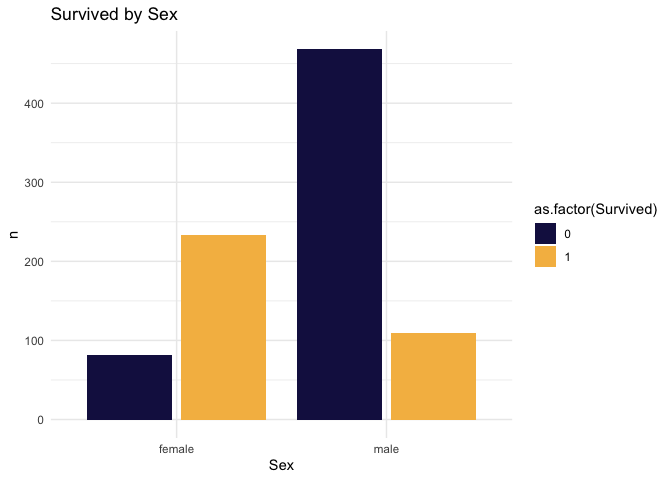 Survived by Sex
n
400
300
200
100
0
female
male
Sex
as.factor(Survived)
0
1